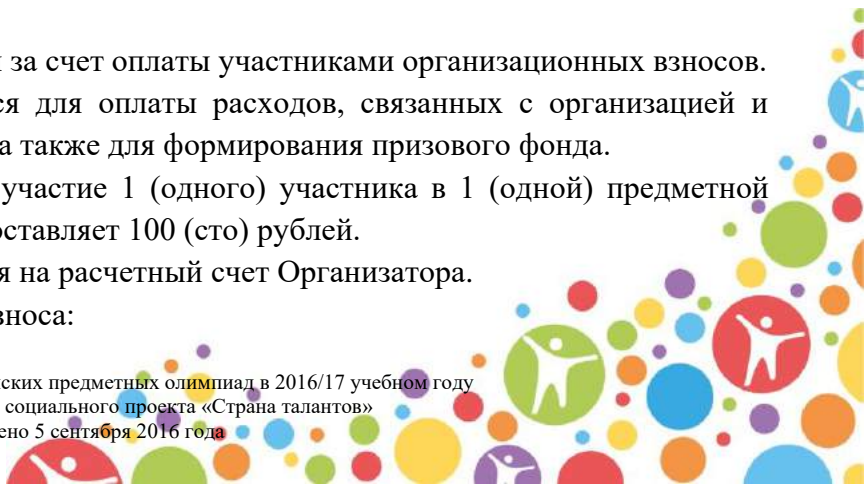 за счет оплаты участниками организационных взносов.
ся для оплаты расходов, связанных с организацией и
а также для формирования призового фонда.
участие 1 (одного) участника в 1 (одной) предметной
оставляет 100 (сто) рублей.
я на расчетный счет Организатора.
зноса:
ских предметных олимпиад в 2016/17 учебном году
социального проекта «Страна талантов»
ено 5 сентября 2016 года